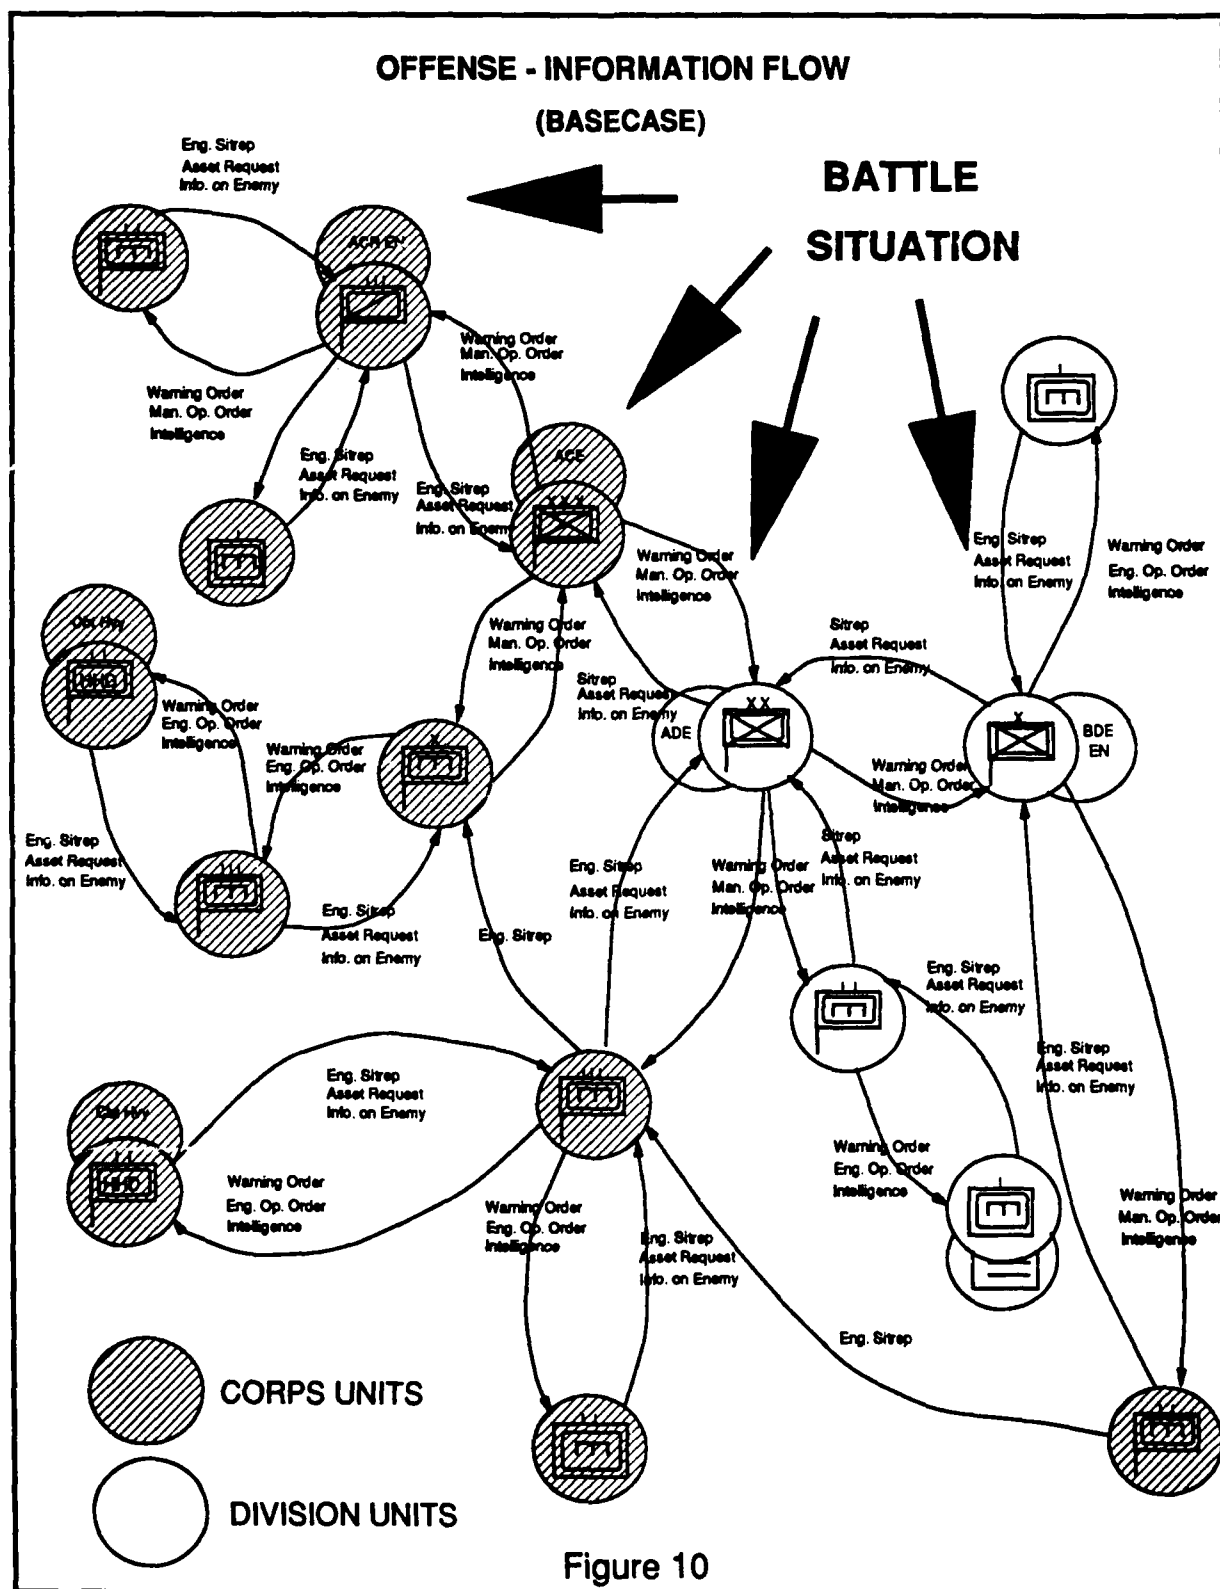 OFFENSE - INFORMATION FLOW
(BASECASE)
BATTLE
SITUATION
Eng. Sitrep
Asset Request
Info. on Enemy
ACR EN
Warning Order
Man. Op. Order
Intelligence
Warning Order
Man. Op. Order
Intelligence
Eng. Sitrep
Asset Request
Info. on Enemy
Eng. Sitrep
Asset Request
Info. on Enemy
ACE
X X X
Warning Order
Man. Op. Order
Intelligence
Eng. Sitrep
Asset Request
Info. on Enemy
Warning Order
Eng. Op. Order
Intelligence
Cbt Hvy
HHD
Warning Order
Man. Op. Order
Intelligence
Sitrep
Asset Request
Info. on Enemy
Sitrep
Asset Request
Info. on Enemy
Warning Order
Eng. Op. Order
Intelligence
ADE
X X
X
BDE
EN
X
Warning Order
Eng. Op. Order
Intelligence
Warning Order
Man. Op. Order
Intelligence
Eng. Sitrep
Asset Request
Info. on Enemy
Eng. Sitrep
Asset Request
Info. on Enemy
Eng. Sitrep
Eng. Sitrep
Asset Request
Info. on Enemy
Warning Order
Man. Op. Order
Intelligence
Sitrep
Asset Request
Info. on Enemy
Eng. Sitrep
Asset Request
Info. on Enemy
Eng. Sitrep
Asset Request
Info. on Enemy
Eng. Sitrep
Asset Request
Info. on Enemy
Cbt Hvy
HHD
Warning Order
Eng. Op. Order
Intelligence
Warning Order
Eng. Op. Order
Intelligence
Eng. Sitrep
Asset Request
Info. on Enemy
Warning Order
Eng. Op. Order
Intelligence
Warning Order
Man. Op. Order
Intelligence
Eng. Sitrep
CORPS UNITS
DIVISION UNITS
Figure 10